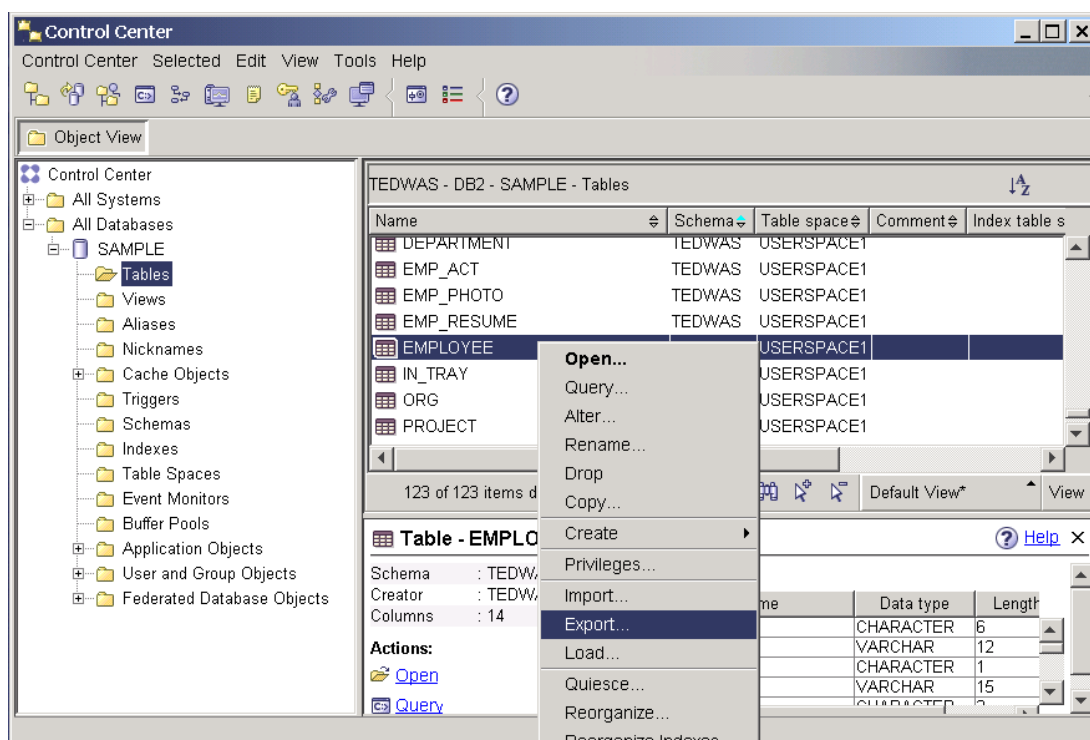 Control Center
Control Center Selected Edit View Tools Help
Object View
Control Center
All Systems
All Databases
SAMPLE
Tables
Views
Aliases
Nicknames
Cache Objects
Triggers
Schemas
Indexes
Table Spaces
Event Monitors
Buffer Pools
Application Objects
User and Group Objects
Federated Database Objects
TEDWAS - DB2 - SAMPLE - Tables
Name Schema Table space Comment Index table s
DEPARTMENT TEDWAS USERSPACE1
EMP_ACT TEDWAS USERSPACE1
EMP_PHOTO TEDWAS USERSPACE1
EMP_RESUME TEDWAS USERSPACE1
EMPLOYEE USERSPACE1
IN_TRAY USERSPACE1
ORG USERSPACE1
PROJECT USERSPACE1
123 of 123 items d Default View* View
Open...
Query...
Alter...
Rename...
Drop
Copy...
Create
Privileges...
Import...
Export...
Load...
Quiesce...
Reorganize...
Reorganize Indexes
Table - EMPLO Help
Schema : TEDWA
Creator : TEDWA
Columns : 14
Actions:
Open
Query
me Data type Length
CHARACTER 6
VARCHAR 12
CHARACTER 1
VARCHAR 15
CHARACTER 3